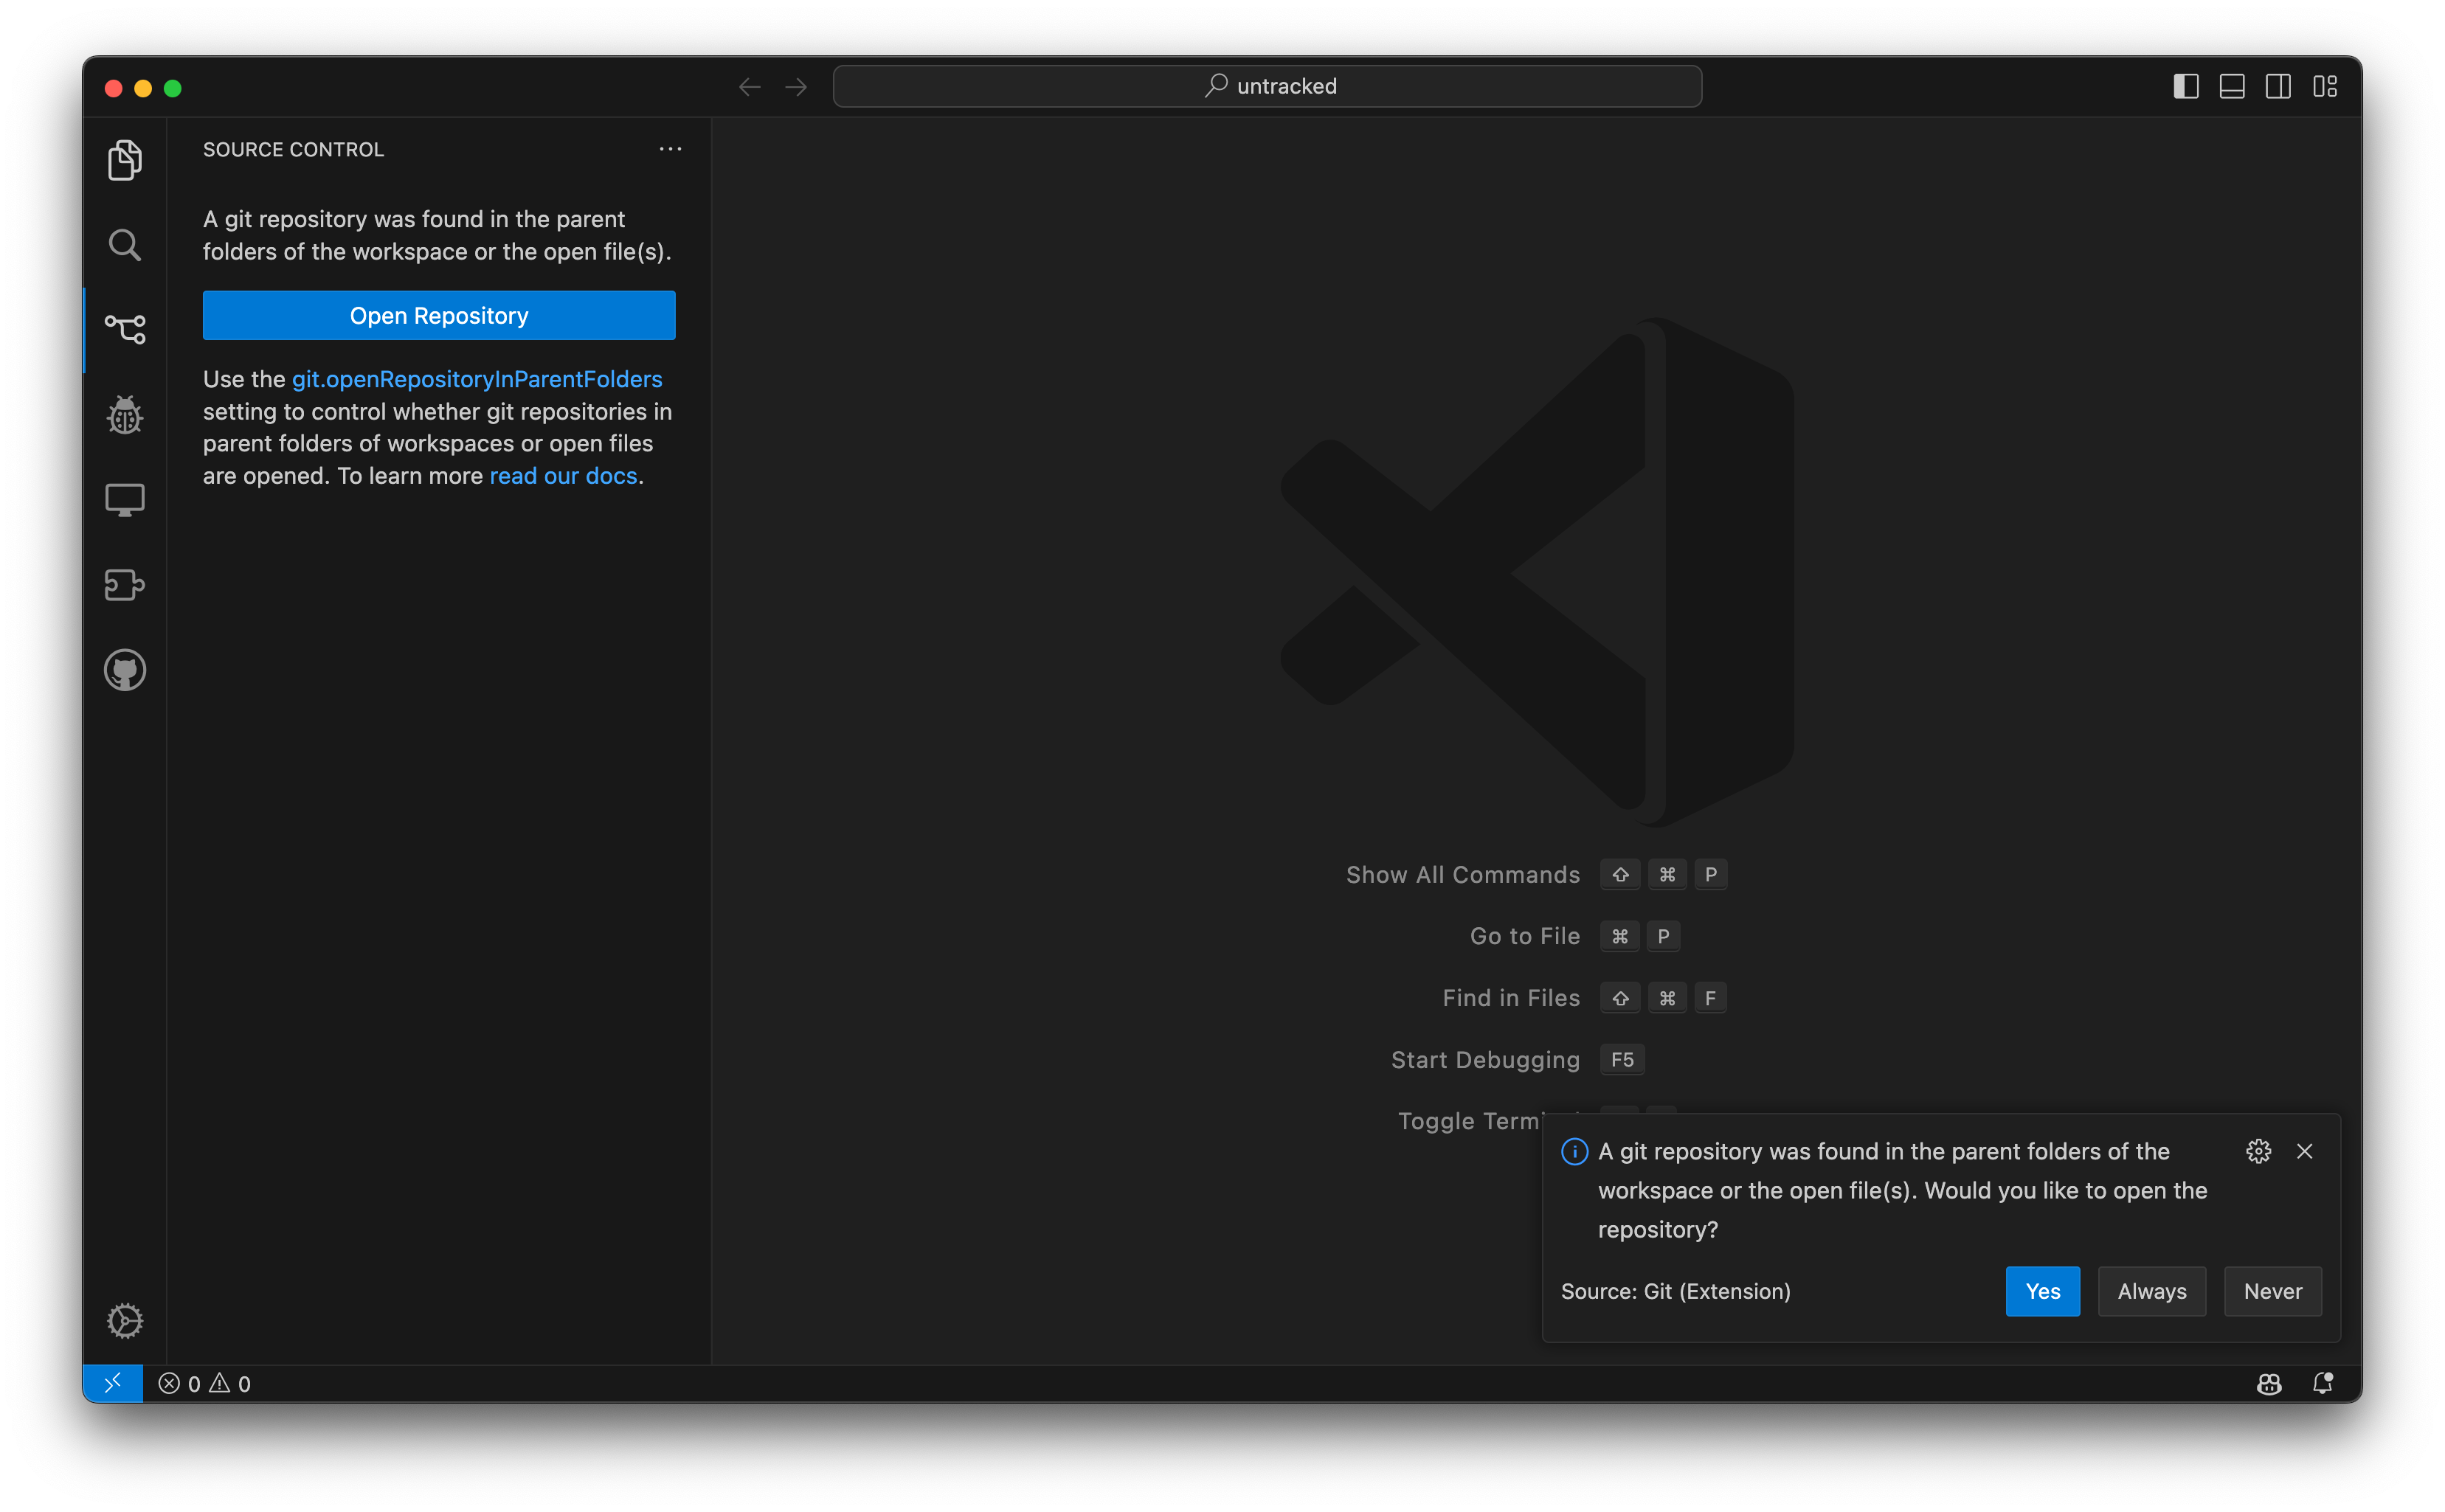 untracked
SOURCE CONTROL
A git repository was found in the parent
folders of the workspace or the open file(s).
Open Repository
Use the git.openRepositoryInParentFolders
setting to control whether git repositories in
parent folders of workspaces or open files
are opened. To learn more read our docs.
Show All Commands ⇧ ⌘ P
Go to File ⌘ P
Find in Files ⇧ ⌘ F
Start Debugging F5
Toggle
A git repository was found in the parent folders of the
workspace or the open file(s). Would you like to open the
repository?
Source: Git (Extension) Yes Always Never
0 0